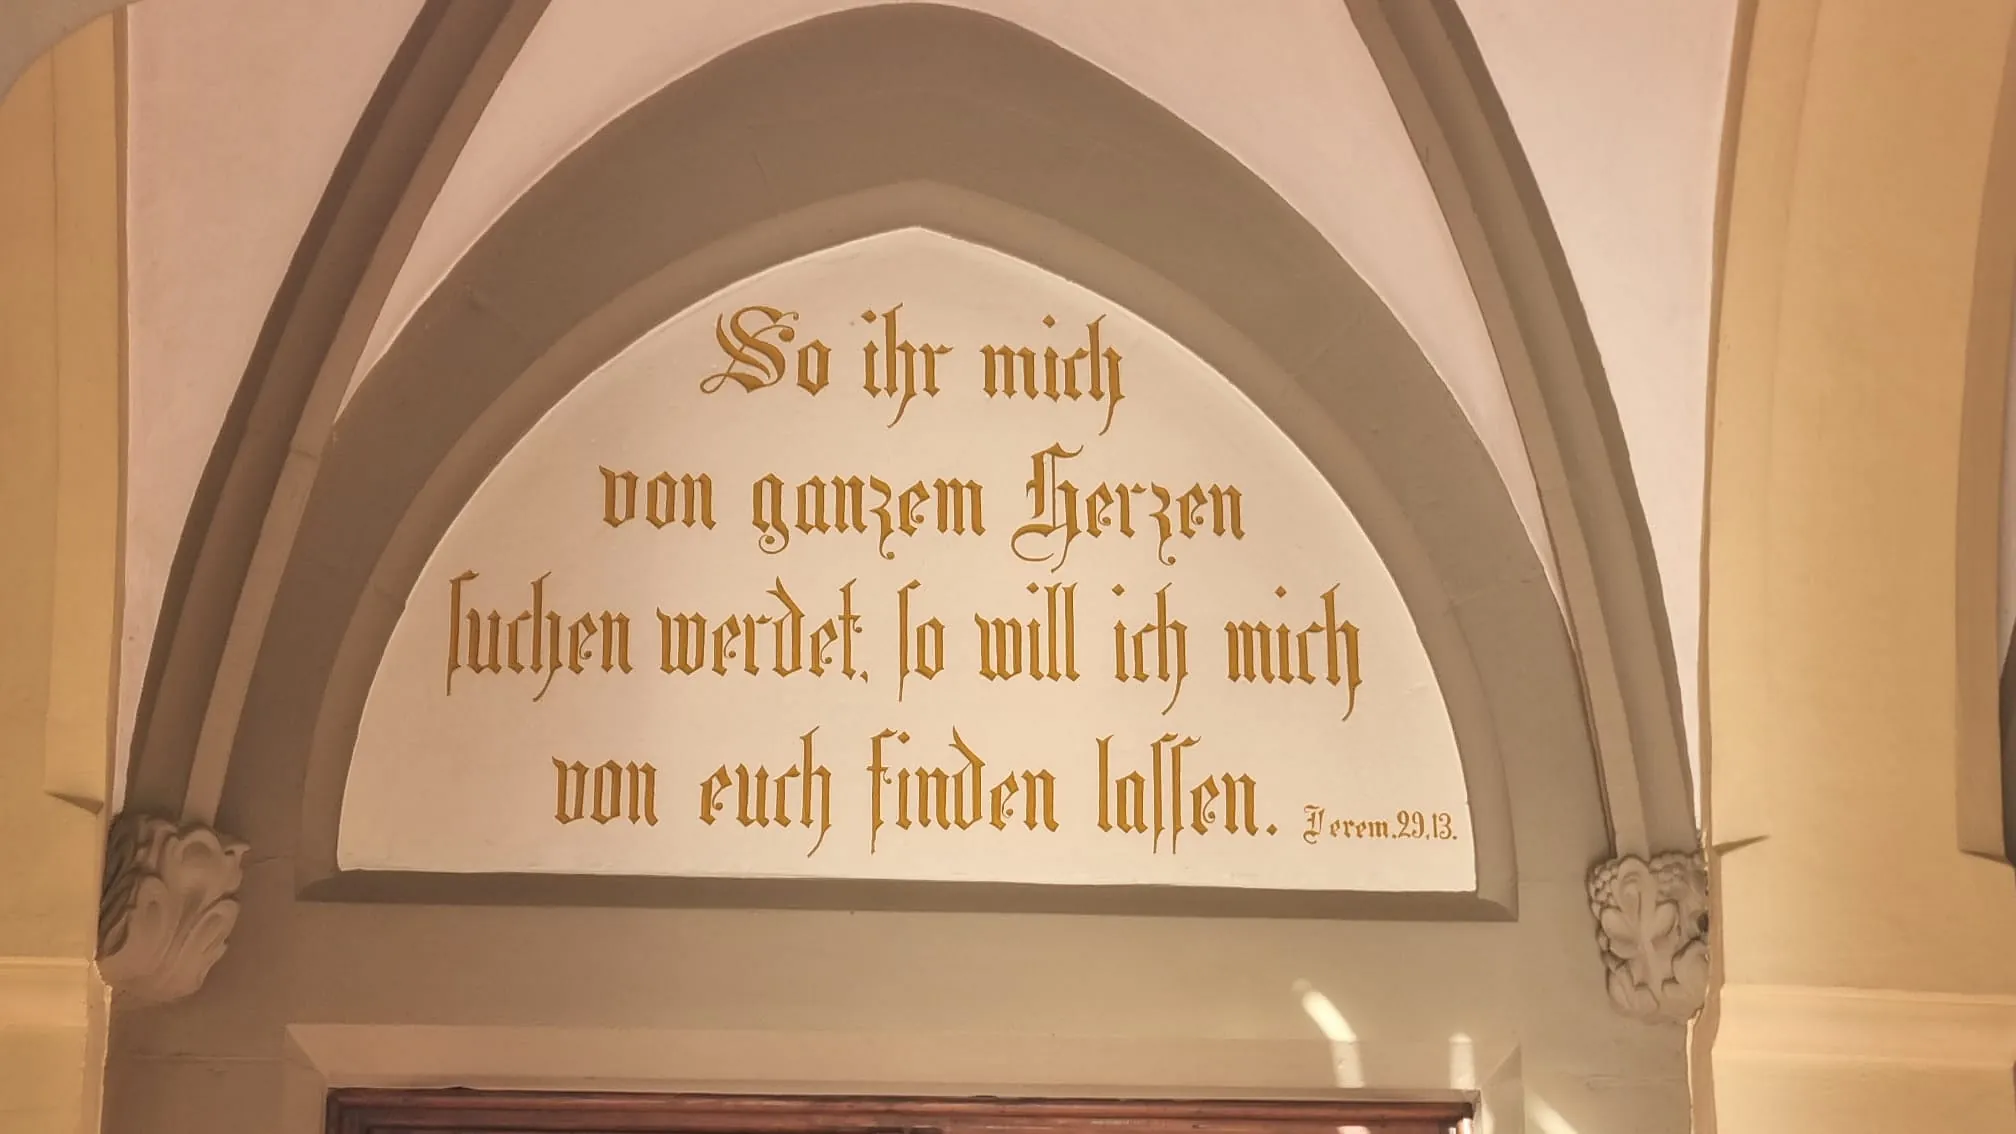 So ihr mich
von ganzem Herzen
suchen werdet, so will ich mich
von euch finden lassen. Jerem.29,13.